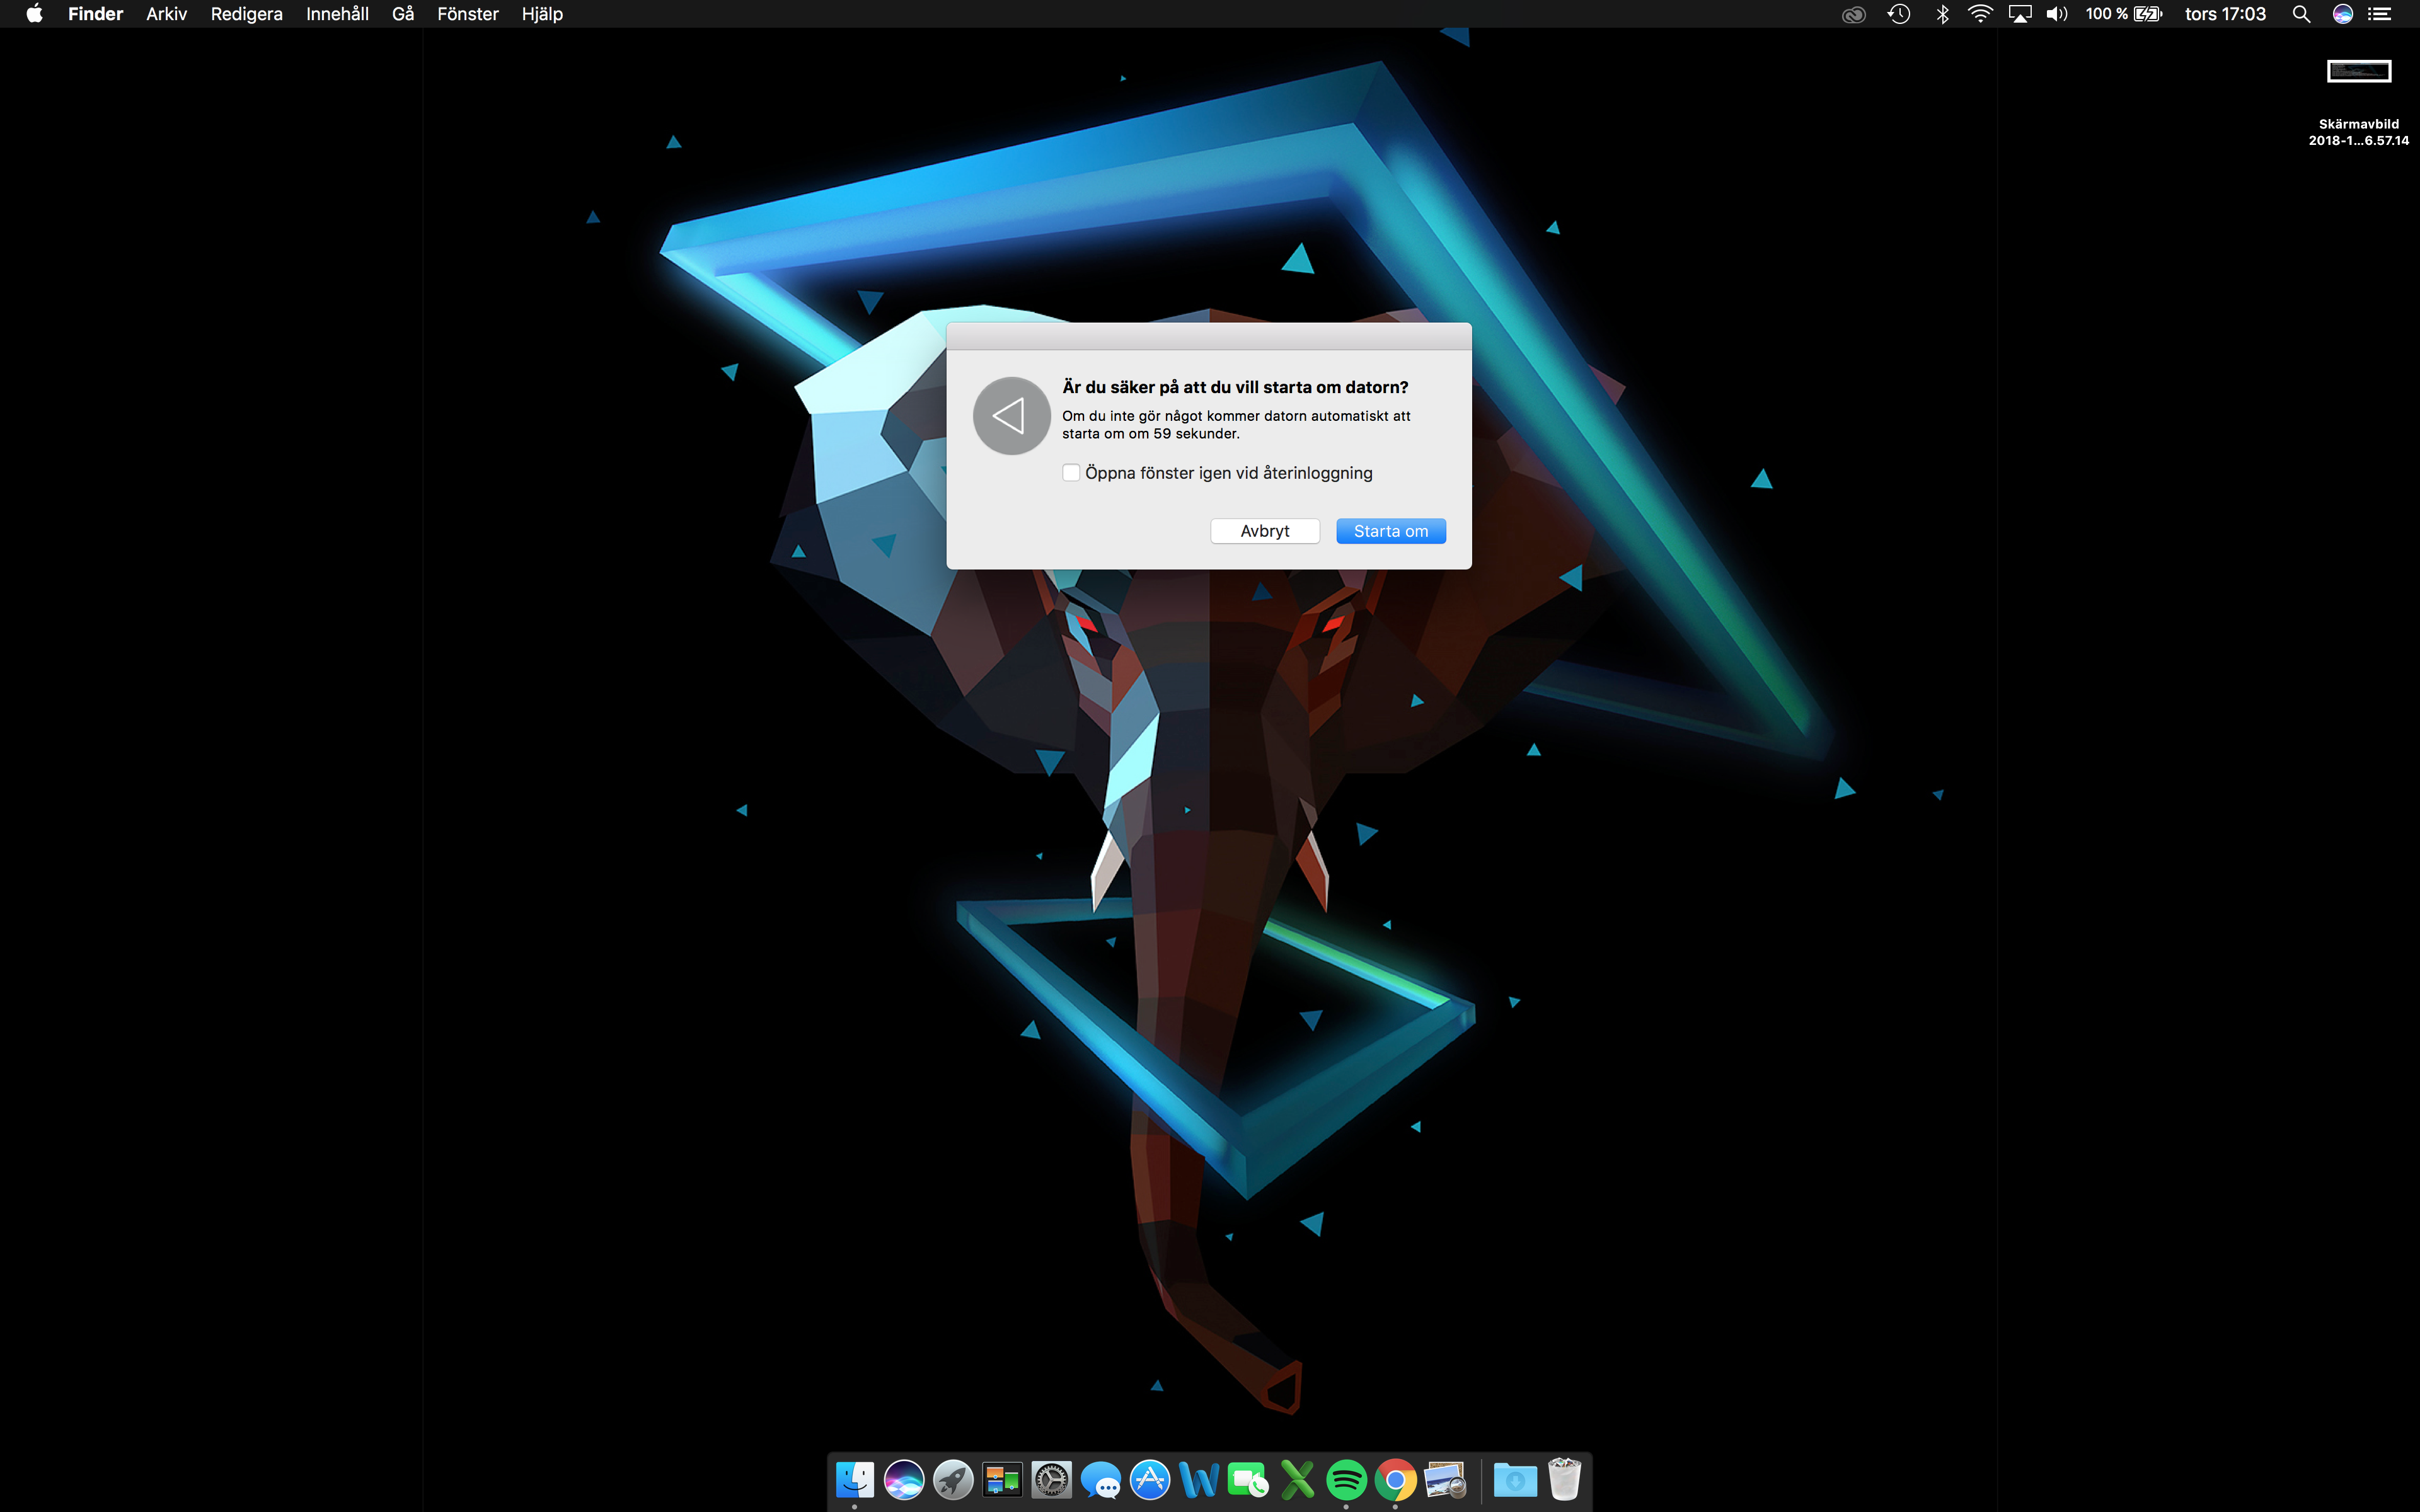 Finder Arkiv Redigera Innehåll Gå Fönster Hjälp 100 % tors 17:03
Skärmavbild
2018-1...6.57.14
Är du säker på att du vill starta om datorn?
Om du inte gör något kommer datorn automatiskt att
starta om om 59 sekunder.
Öppna fönster igen vid återinloggning
Avbryt Starta om